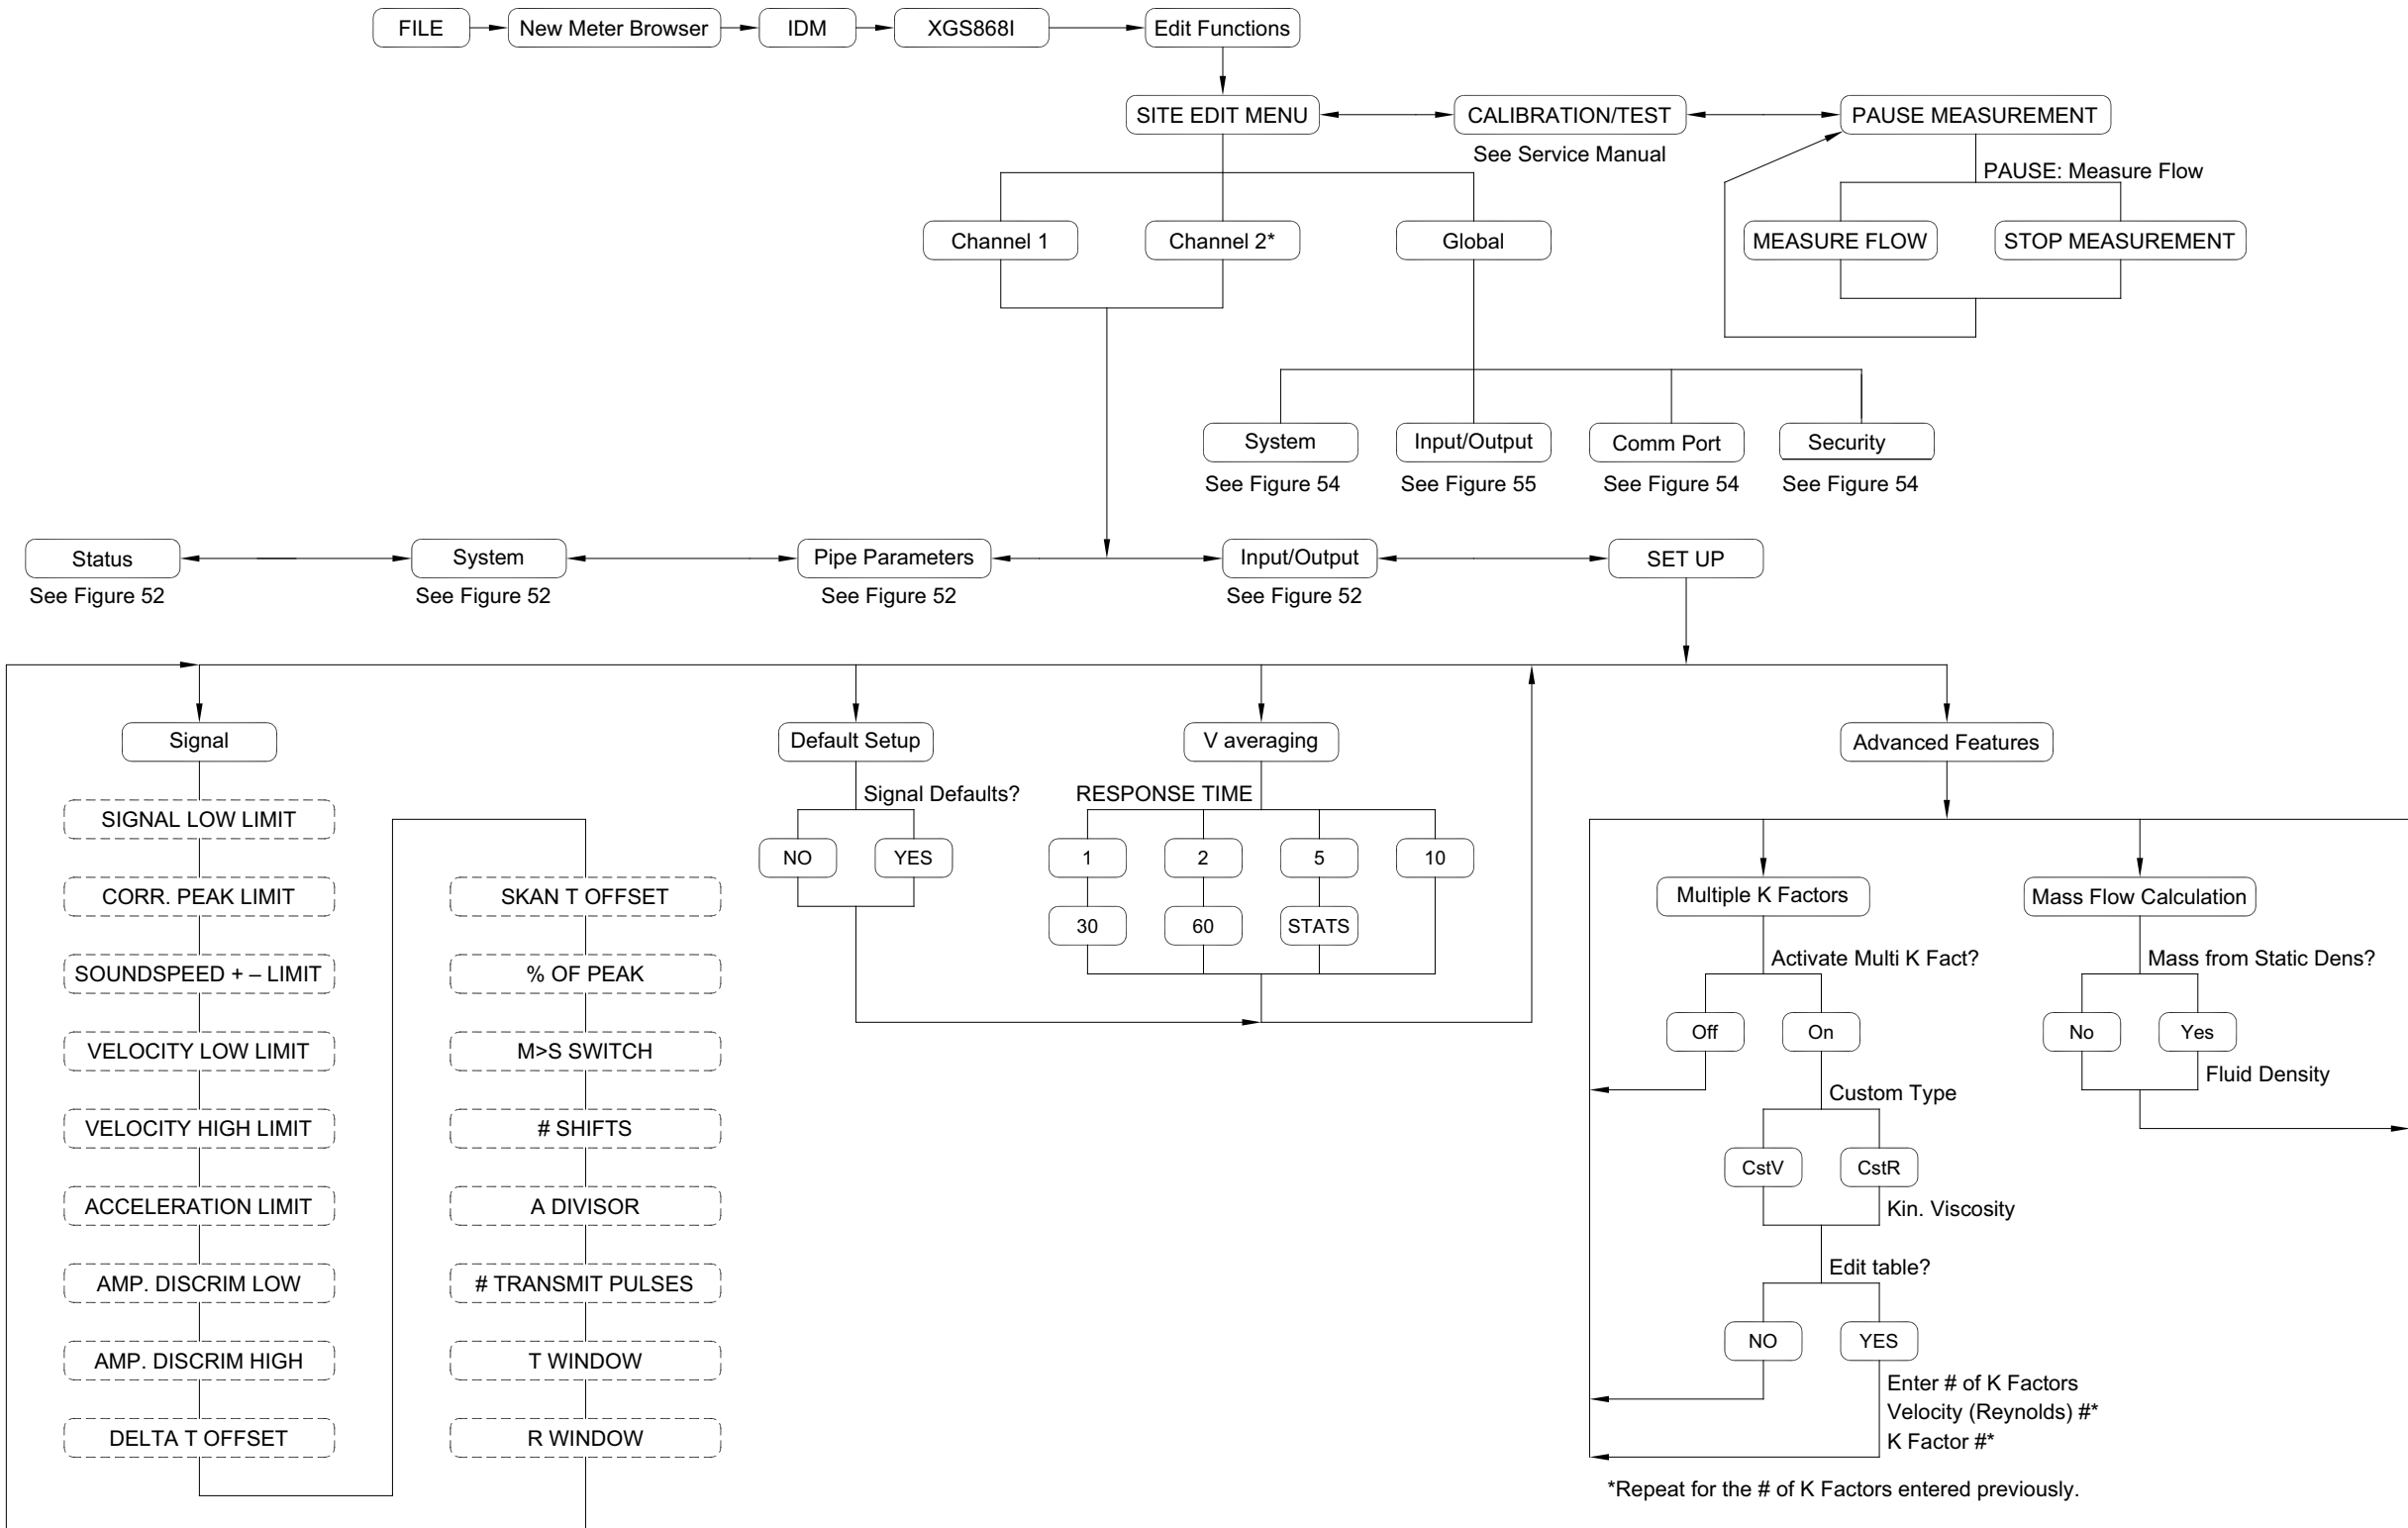 FILE
New Meter Browser
IDM
XGS868I
Edit Functions
SITE EDIT MENU
CALIBRATION/TEST
PAUSE MEASUREMENT
See Service Manual
PAUSE: Measure Flow
Channel 1
Channel 2*
Global
MEASURE FLOW
STOP MEASUREMENT
System
Input/Output
Comm Port
Security
See Figure 54
See Figure 55
See Figure 54
See Figure 54
Status
System
Pipe Parameters
Input/Output
SET UP
See Figure 52
See Figure 52
See Figure 52
See Figure 52
Signal
Default Setup
V averaging
Advanced Features
SIGNAL LOW LIMIT
CORR. PEAK LIMIT
SOUNDSPEED + – LIMIT
VELOCITY LOW LIMIT
VELOCITY HIGH LIMIT
ACCELERATION LIMIT
AMP. DISCRIM LOW
AMP. DISCRIM HIGH
DELTA T OFFSET
SKAN T OFFSET
% OF PEAK
M>S SWITCH
# SHIFTS
A DIVISOR
# TRANSMIT PULSES
T WINDOW
R WINDOW
Signal Defaults?
NO
YES
RESPONSE TIME
1
2
5
10
30
60
STATS
Multiple K Factors
Activate Multi K Fact?
Off
On
Custom Type
CstV
CstR
Kin. Viscosity
Edit table?
NO
YES
Enter # of K Factors
Velocity (Reynolds) #*
K Factor #*
Mass Flow Calculation
Mass from Static Dens?
No
Yes
Fluid Density
*Repeat for the # of K Factors entered previously.